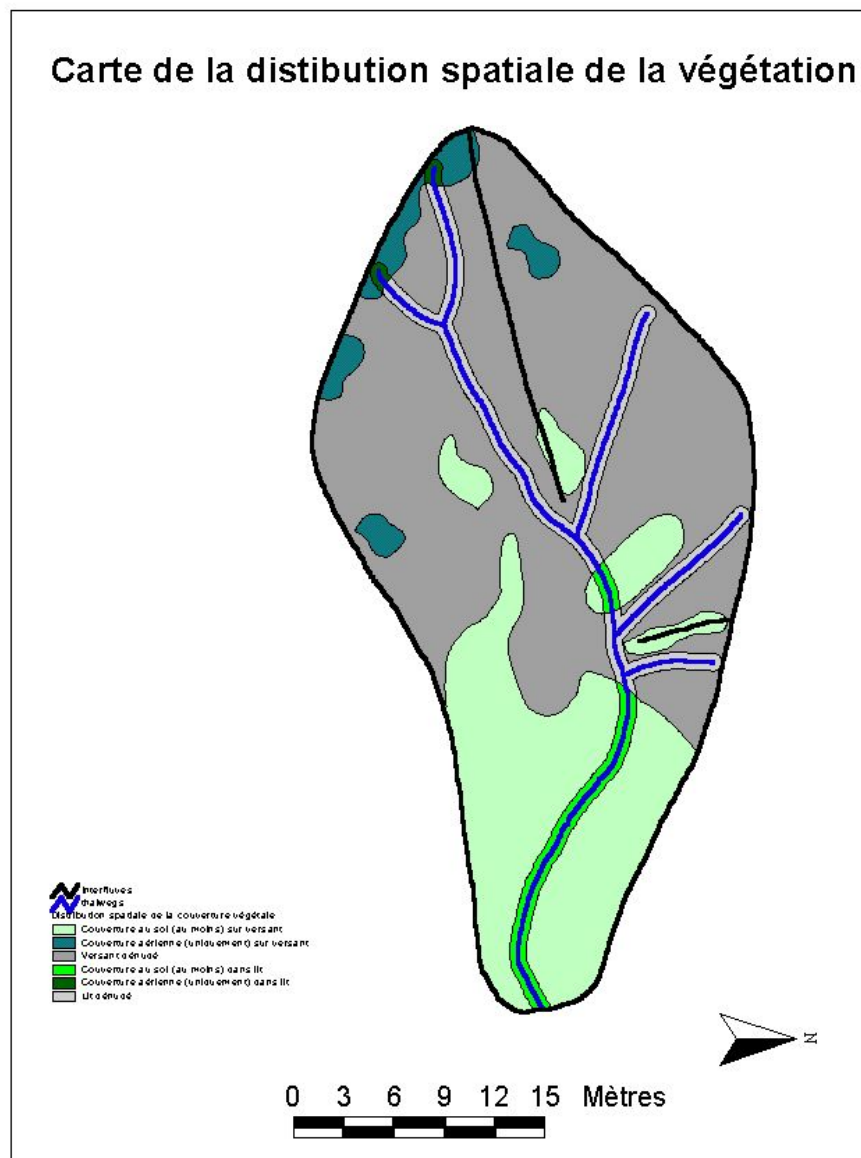 Carte de la distibution spatiale de la végétation
Interfluves
thalwegs
Distribution spatiale de la couverture végétale
Couverture au sol (au moins) sur versant
Couverture aérienne (uniquement) sur versant
Versant dénudé
Couverture au sol (au moins) dans lit
Couverture aérienne (uniquement) dans lit
Lit dénudé
N
0 3 6 9 12 15 Mètres